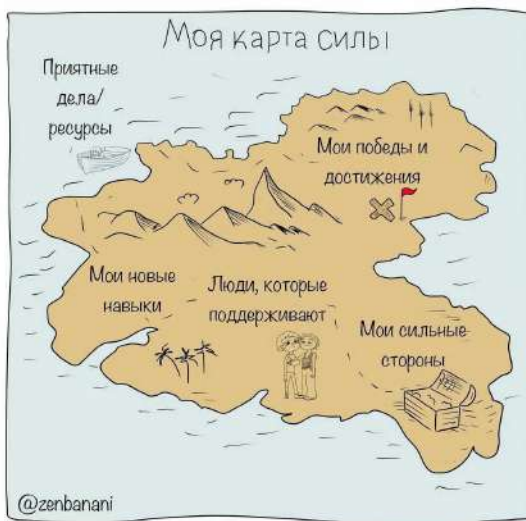 Моя карта силы
Приятные
дела/
ресурсы
Мои победы и
достижения
Мои новые
навыки
Люди, которые
поддерживают
Мои сильные
стороны
@zenbanani